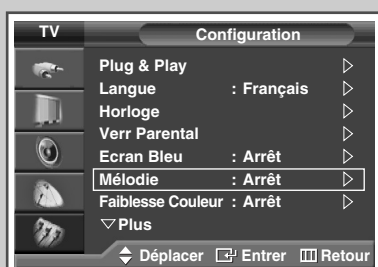 TV Configuration
Plug & Play
Langue : Français
Horloge
Verr Parental
Ecran Bleu : Arrêt
Mélodie : Arrêt
Faiblesse Couleur : Arrêt
Plus
Déplacer Entrer Retour